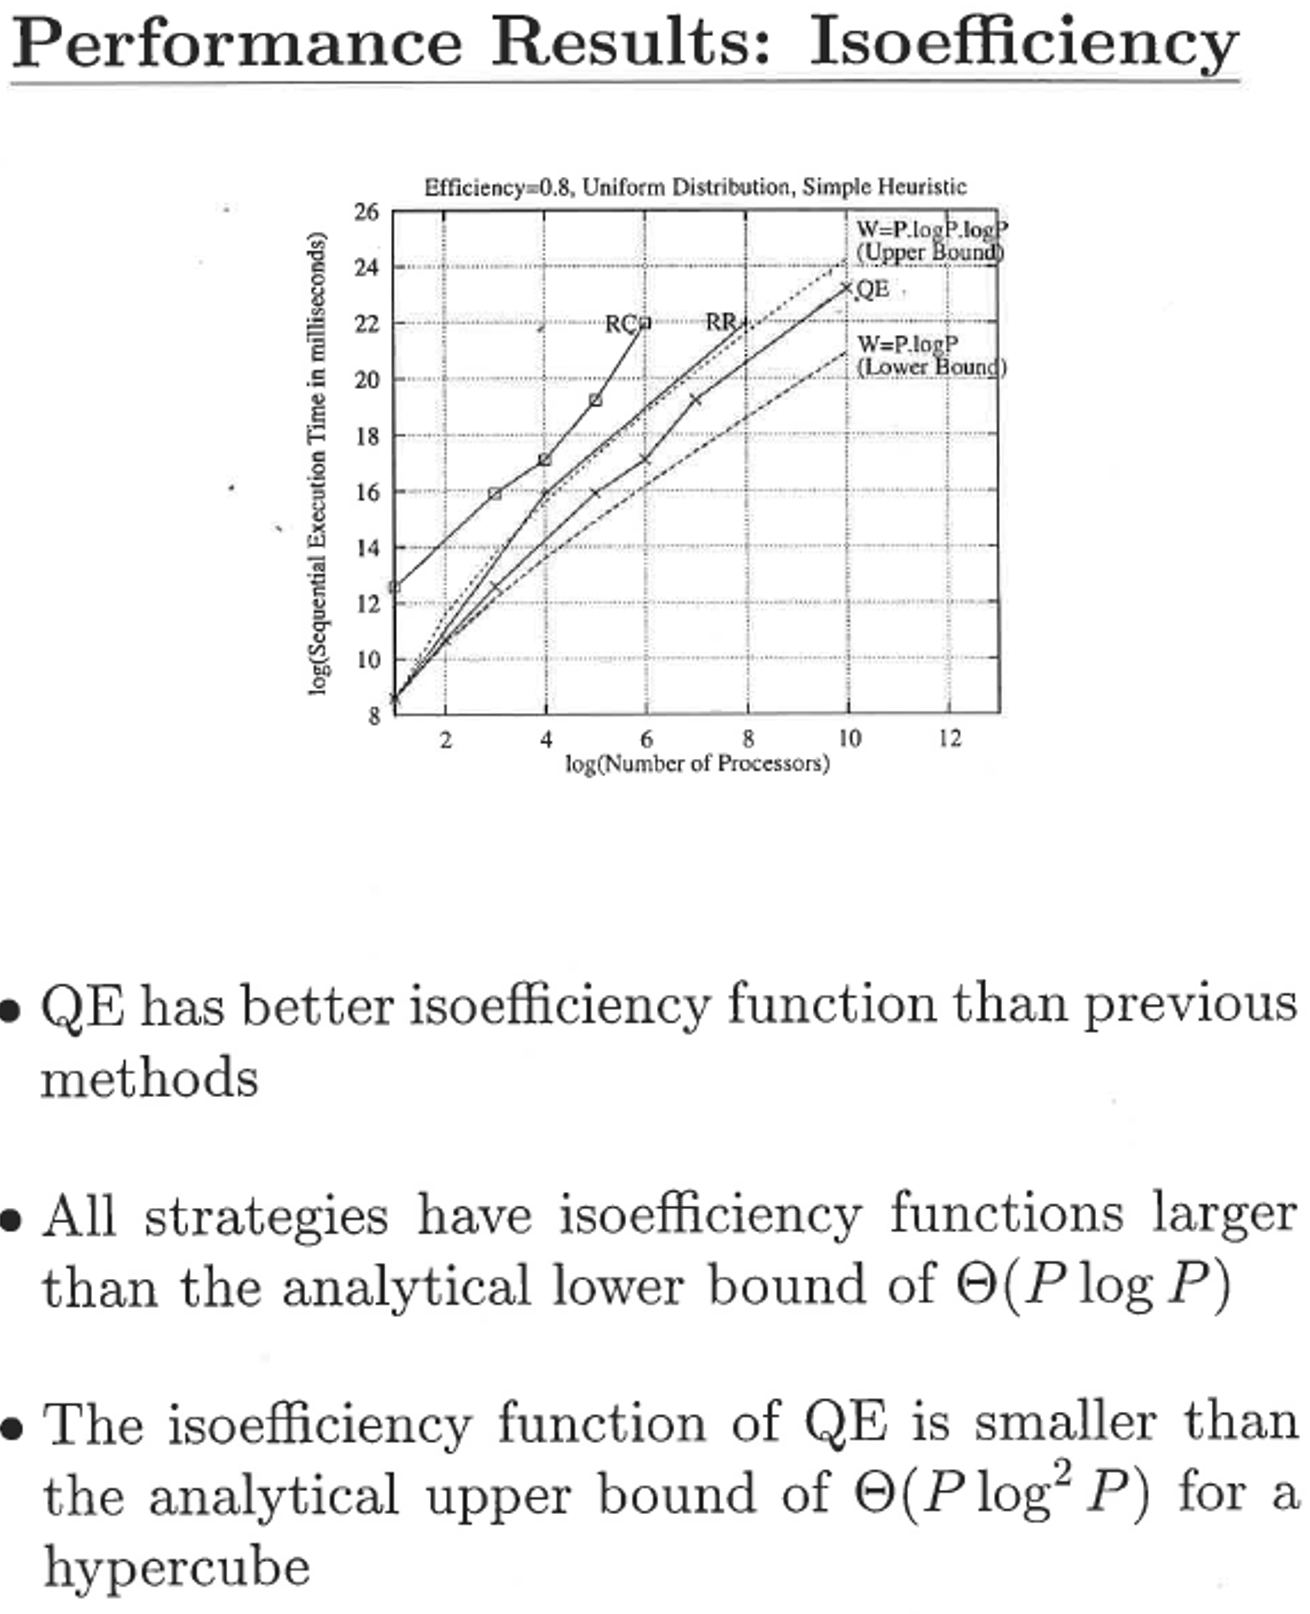 Performance Results: Isoefficiency
Efficiency=0.8, Uniform Distribution, Simple Heuristic
26
24
22
20
18
16
14
12
10
8
log(Sequential Execution Time in milliseconds)
W=P.logP.logP
(Upper Bound)
QE
RC
RR
W=P.logP
(Lower Bound)
2 4 6 8 10 12
log(Number of Processors)
• QE has better isoefficiency function than previous
methods
• All strategies have isoefficiency functions larger
than the analytical lower bound of Θ(P log P)
• The isoefficiency function of QE is smaller than
the analytical upper bound of Θ(P log² P) for a
hypercube